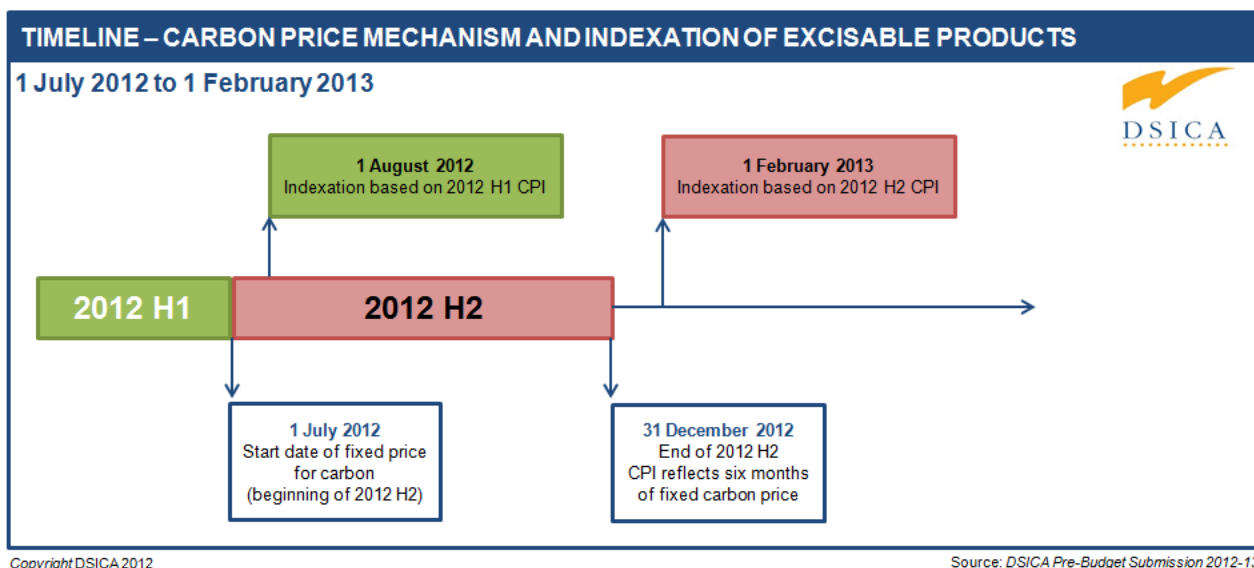 TIMELINE – CARBON PRICE MECHANISM AND INDEXATION OF EXCISABLE PRODUCTS
1 July 2012 to 1 February 2013
DSICA
1 August 2012
Indexation based on 2012 H1 CPI
1 February 2013
Indexation based on 2012 H2 CPI
2012 H1
2012 H2
1 July 2012
Start date of fixed price
for carbon
(beginning of 2012 H2)
31 December 2012
End of 2012 H2
CPI reflects six months
of fixed carbon price
Copyright DSICA 2012
Source: DSICA Pre-Budget Submission 2012-13